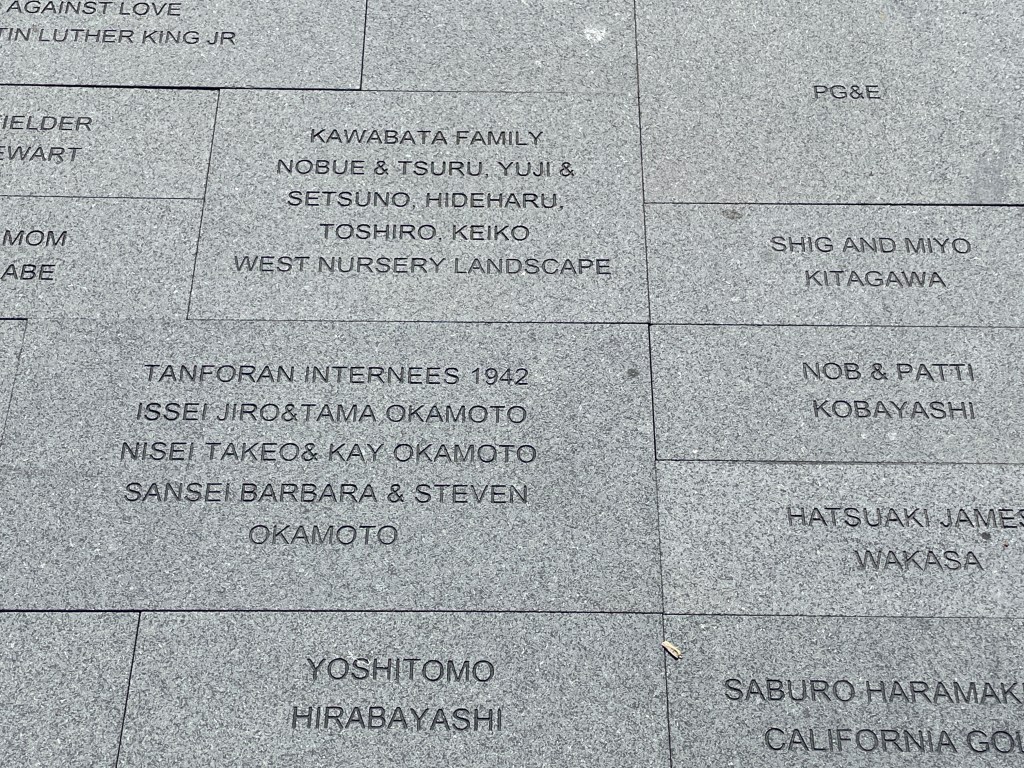 AGAINST LOVE
TIN LUTHER KING JR
PG&E
IELDER
EWART
KAWABATA FAMILY
NOBUE & TSURU, YUJI &
SETSUNO, HIDEHARU,
TOSHIRO, KEIKO
WEST NURSERY LANDSCAPE
MOM
ABE
SHIG AND MIYO
KITAGAWA
TANFORAN INTERNEES 1942
ISSEI JIRO&TAMA OKAMOTO
NISEI TAKEO& KAY OKAMOTO
SANSEI BARBARA & STEVEN
OKAMOTO
NOB & PATTI
KOBAYASHI
HATSUAKI JAMES
WAKASA
YOSHITOMO
HIRABAYASHI
SABURO HARAMAK
CALIFORNIA GOL